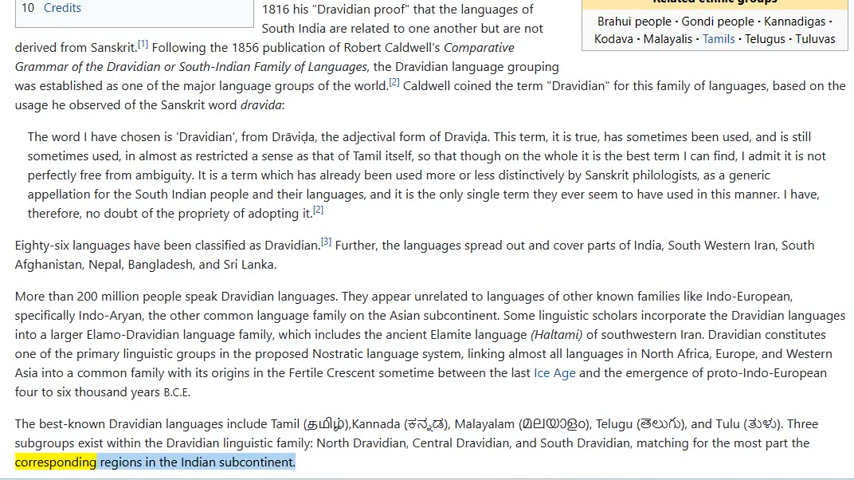 10 Credits
Related ethnic groups
Brahui people · Gondi people · Kannadigas ·
Kodava · Malayalis · Tamils · Telugus · Tuluvas
1816 his "Dravidian proof" that the languages of
South India are related to one another but are not
derived from Sanskrit.[1] Following the 1856 publication of Robert Caldwell's Comparative
Grammar of the Dravidian or South-Indian Family of Languages, the Dravidian language grouping
was established as one of the major language groups of the world.[2] Caldwell coined the term "Dravidian" for this family of languages, based on the
usage he observed of the Sanskrit word dravida:
The word I have chosen is 'Dravidian', from Drāviḍa, the adjectival form of Draviḍa. This term, it is true, has sometimes been used, and is still
sometimes used, in almost as restricted a sense as that of Tamil itself, so that though on the whole it is the best term I can find, I admit it is not
perfectly free from ambiguity. It is a term which has already been used more or less distinctively by Sanskrit philologists, as a generic
appellation for the South Indian people and their languages, and it is the only single term they ever seem to have used in this manner. I have,
therefore, no doubt of the propriety of adopting it.[2]
Eighty-six languages have been classified as Dravidian.[3] Further, the languages spread out and cover parts of India, South Western Iran, South
Afghanistan, Nepal, Bangladesh, and Sri Lanka.
More than 200 million people speak Dravidian languages. They appear unrelated to languages of other known families like Indo-European,
specifically Indo-Aryan, the other common language family on the Asian subcontinent. Some linguistic scholars incorporate the Dravidian languages
into a larger Elamo-Dravidian language family, which includes the ancient Elamite language (Haltami) of southwestern Iran. Dravidian constitutes
one of the primary linguistic groups in the proposed Nostratic language system, linking almost all languages in North Africa, Europe, and Western
Asia into a common family with its origins in the Fertile Crescent sometime between the last Ice Age and the emergence of proto-Indo-European
four to six thousand years B.C.E.
The best-known Dravidian languages include Tamil (தமிழ்),Kannada (ಕನ್ನಡ), Malayalam (മലയാളം), Telugu (తెలుగు), and Tulu (ತುಳು). Three
subgroups exist within the Dravidian linguistic family: North Dravidian, Central Dravidian, and South Dravidian, matching for the most part the
corresponding regions in the Indian subcontinent.